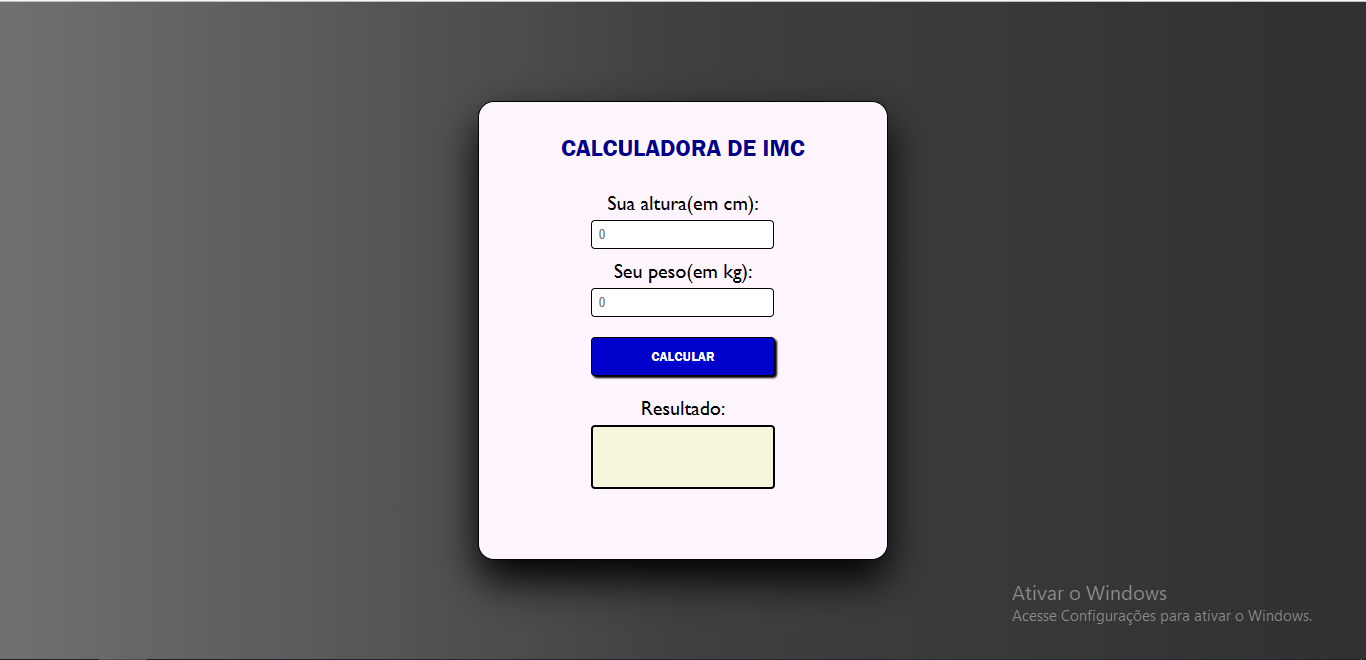 CALCULADORA DE IMC
Sua altura(em cm):
0
Seu peso(em kg):
0
CALCULAR
Resultado:
Ativar o Windows
Acesse Configurações para ativar o Windows.